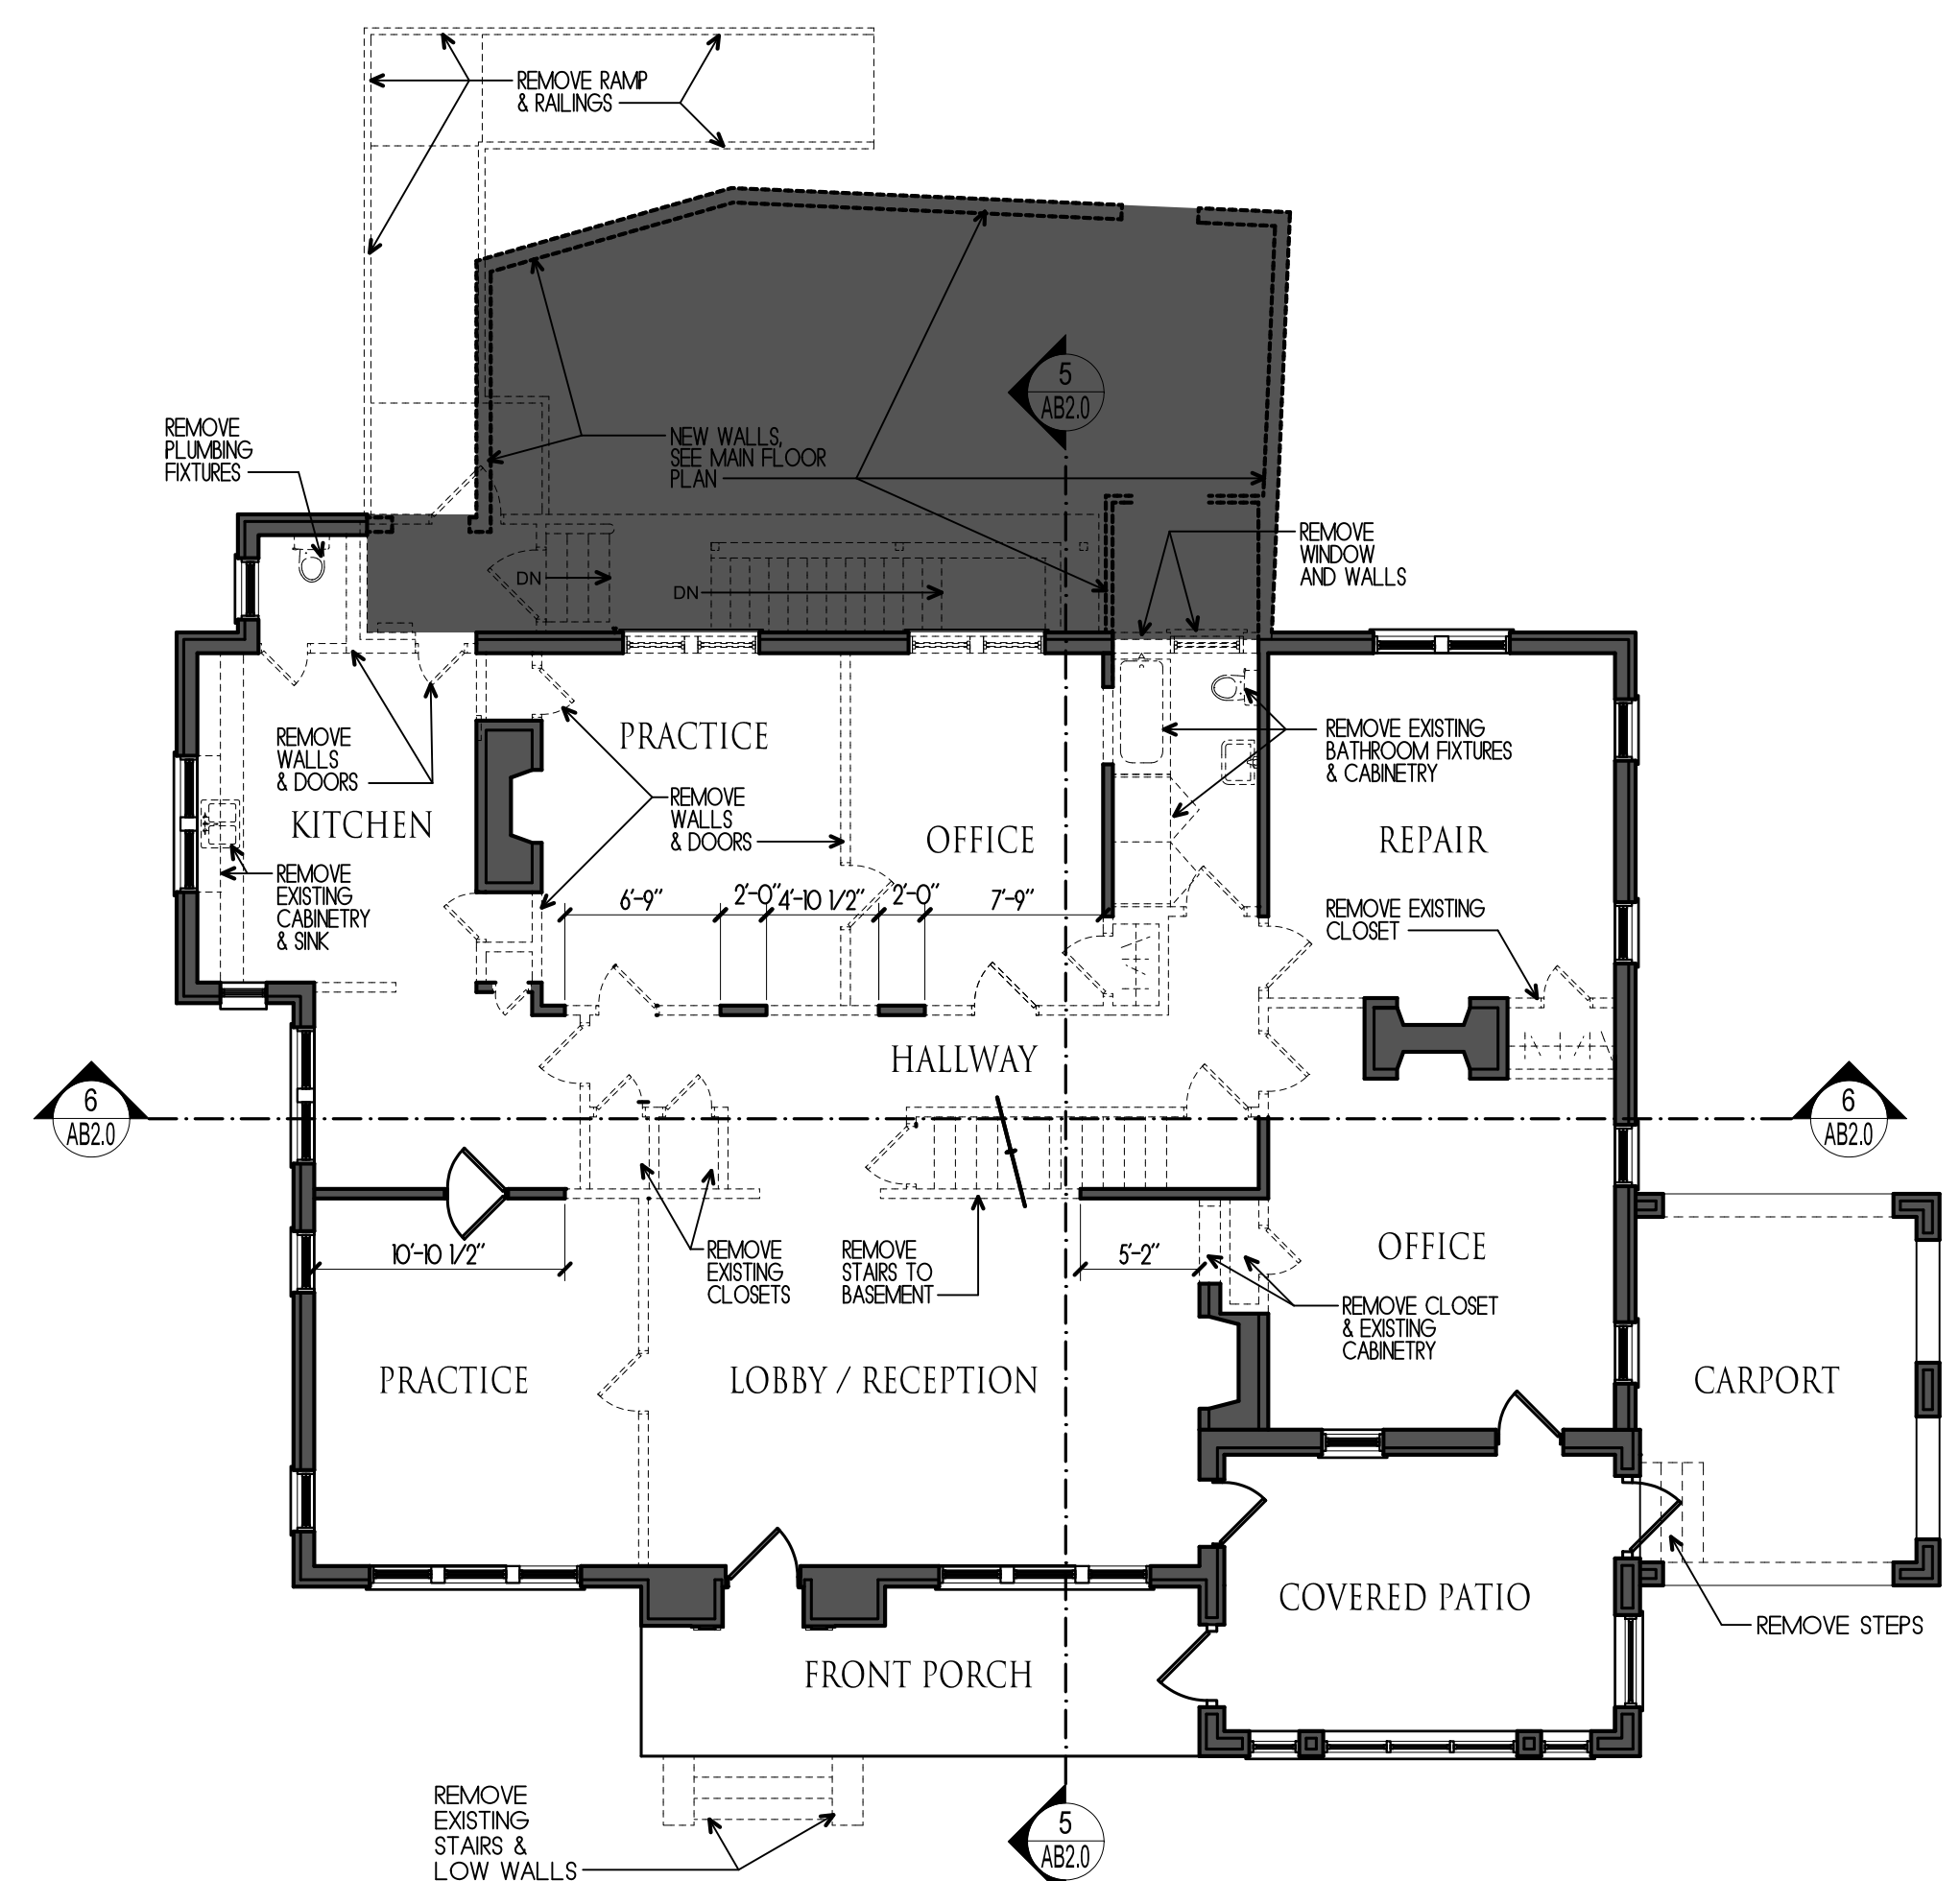 REMOVE RAMP
& RAILINGS
5
AB2.0
REMOVE
PLUMBING
FIXTURES
NEW WALLS,
SEE MAIN FLOOR
PLAN
REMOVE
WINDOW
AND WALLS
DN
DN
REMOVE
WALLS
& DOORS
PRACTICE
REMOVE EXISTING
BATHROOM FIXTURES
& CABINETRY
REMOVE
WALLS
& DOORS
KITCHEN
OFFICE
REPAIR
REMOVE
EXISTING
CABINETRY
& SINK
6'-9"
2'-0"
4'-10 1/2"
2'-0"
7'-9"
REMOVE EXISTING
CLOSET
HALLWAY
6
AB2.0
6
AB2.0
10'-10 1/2"
REMOVE
EXISTING
CLOSETS
REMOVE
STAIRS TO
BASEMENT
5'-2"
OFFICE
REMOVE CLOSET
& EXISTING
CABINETRY
PRACTICE
LOBBY / RECEPTION
CARPORT
COVERED PATIO
REMOVE STEPS
FRONT PORCH
REMOVE
EXISTING
STAIRS &
LOW WALLS
5
AB2.0